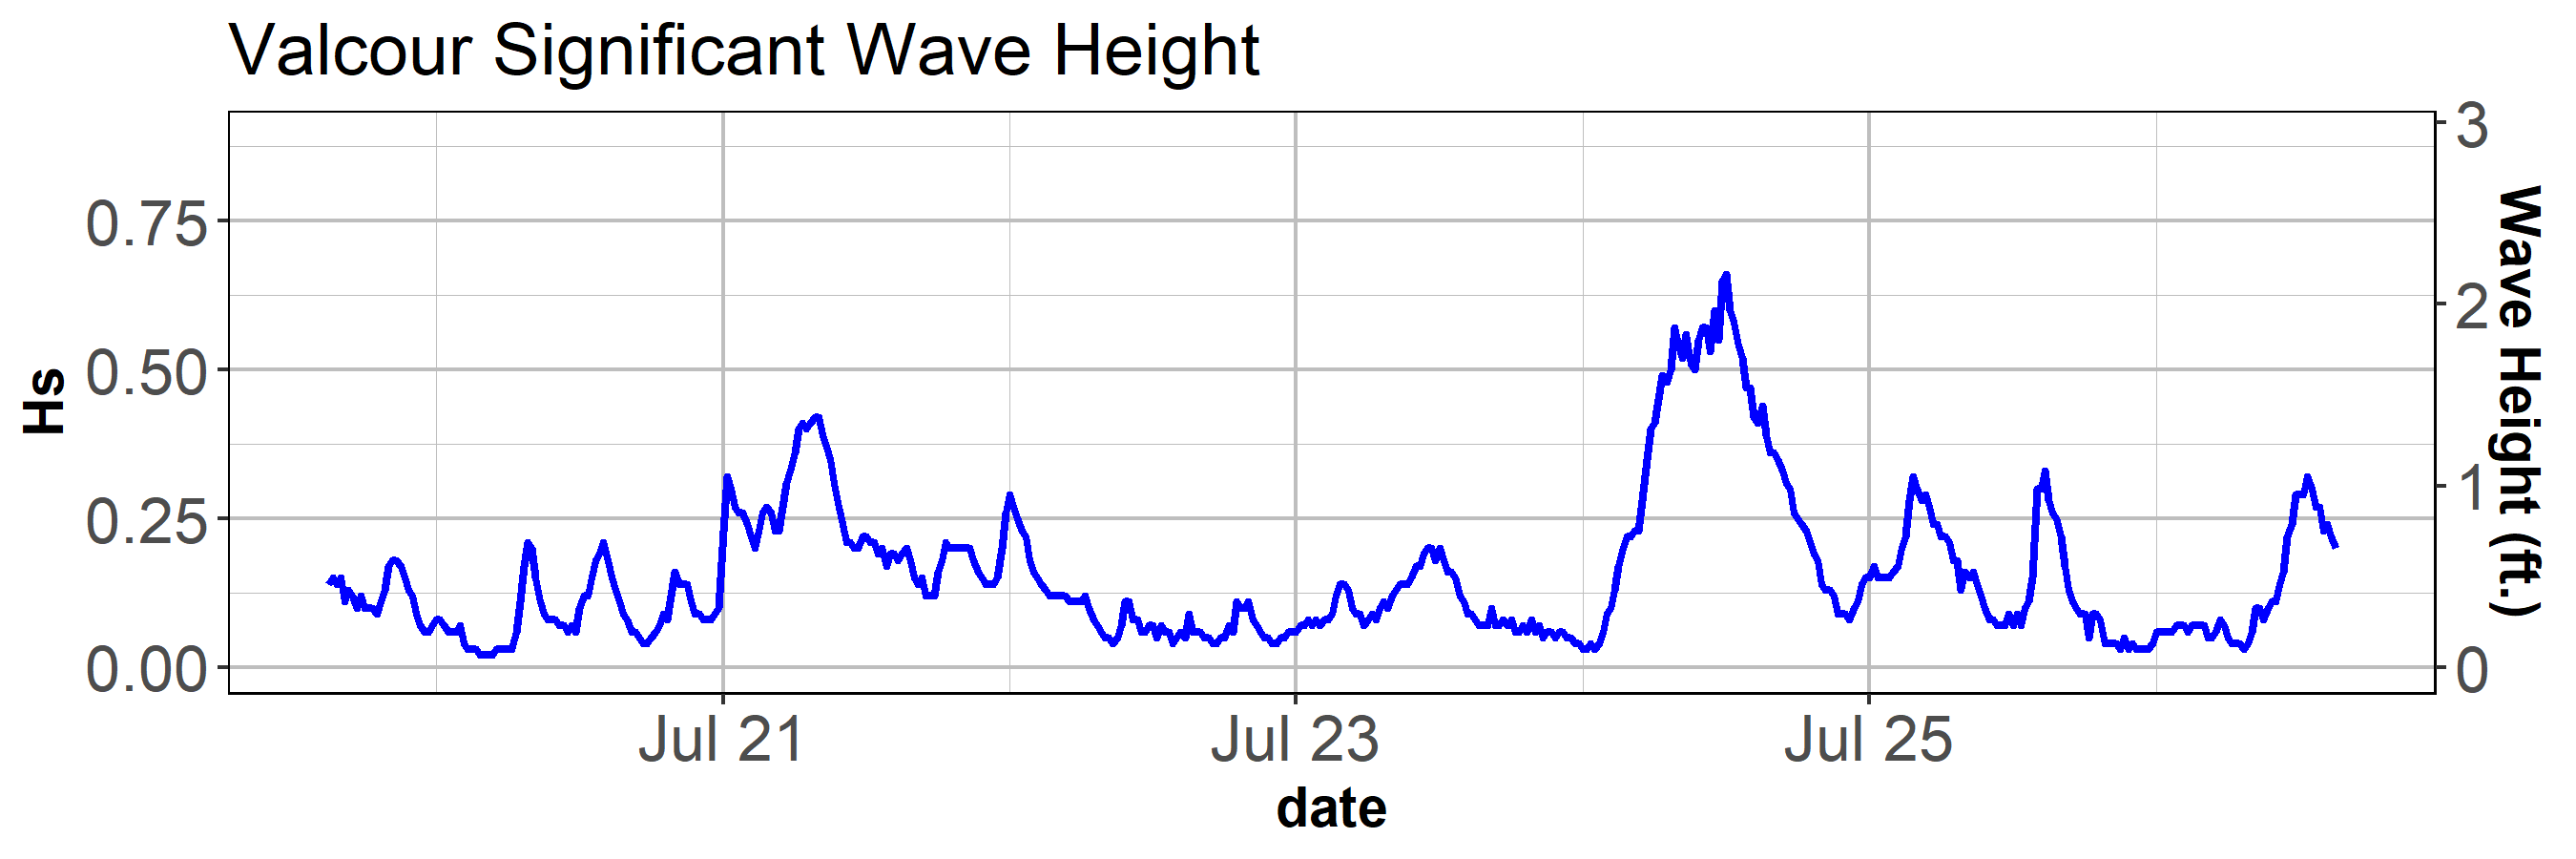 Valcour Significant Wave Height
3
0.75
2
0.50
1
0.25
0.00
0
Hs
Wave Height (ft.)
Jul 21
Jul 23
Jul 25
date